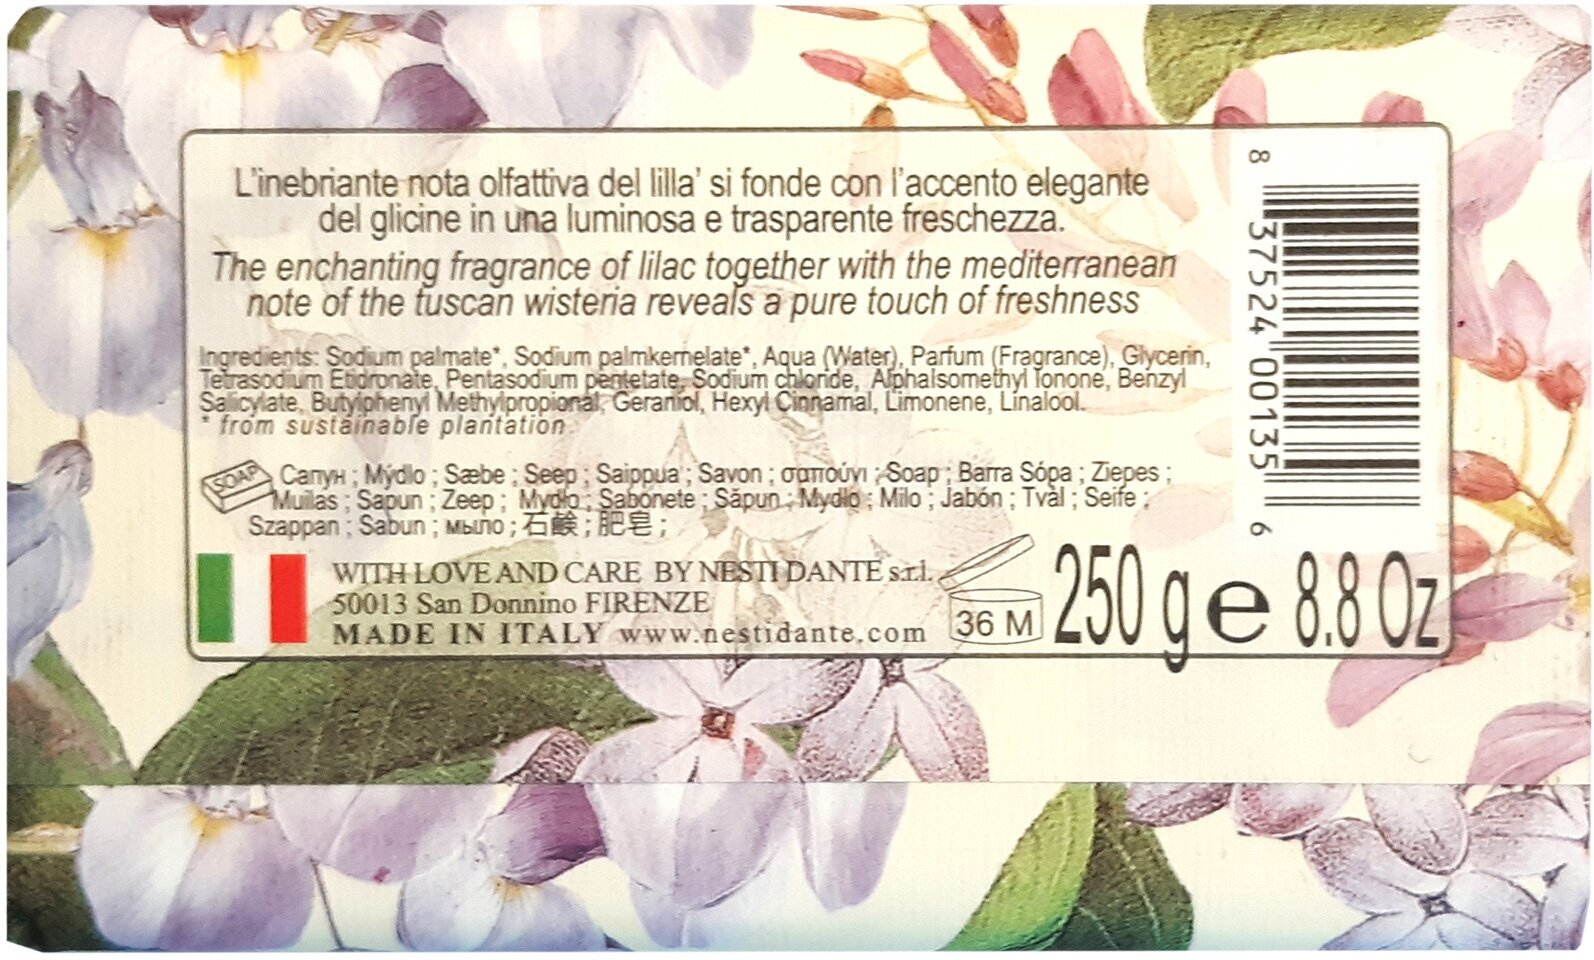 L'inebriante nota olfattiva del lilla' si fonde con l'accento elegante
del glicine in una luminosa e trasparente freschezza.
The enchanting fragrance of lilac together with the mediterranean
note of the tuscan wisteria reveals a pure touch of freshness
Ingredients: Sodium palmate*, Sodium palmkernelate*, Aqua (Water), Parfum (Fragrance), Glycerin,
Tetrasodium Etidronate, Pentasodium pentetate, Sodium chloride, AlphaIsomethyl Ionone, Benzyl
Salicylate, Butylphenyl Methylpropional, Geraniol, Hexyl Cinnamal, Limonene, Linalool.
* from sustainable plantation
SOAP Сапун ; Mýdlo ; Sæbe ; Seep ; Saippua ; Savon ; σαπούνι ; Soap ; Barra Sópa ; Ziepes ;
Muilas ; Sapun ; Zeep ; Mydło ; Sabonete ; Săpun ; Mydlo ; Milo ; Jabón ; Tvål ; Seife ;
Szappan ; Sabun ; мыло ; 石鹸 ; 肥皂 ;
WITH LOVE AND CARE BY NESTI DANTE s.r.l.
50013 San Donnino FIRENZE
MADE IN ITALY www.nestidante.com
36 M
250 g e 8.8 Oz
8 37524 00135 6